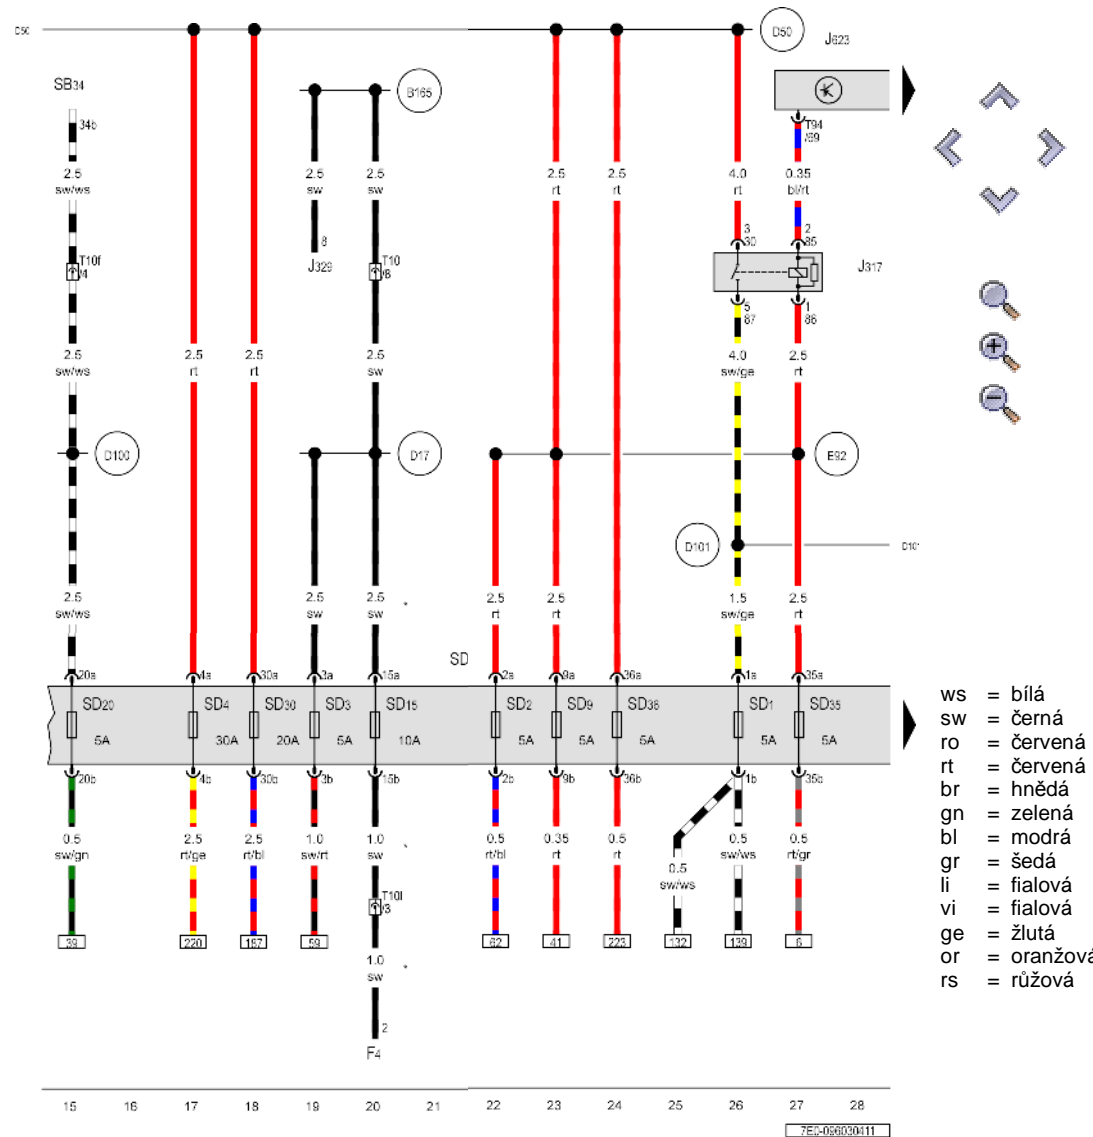 D50
D50
J623
SB34
B165
34b
T94
/69
2.5
sw/ws
2.5
sw
2.5
sw
2.5
rt
2.5
rt
4.0
rt
0.35
bl/rt
8
3
30
2
85
T10f
/4
J329
T10
/8
J317
5
87
1
86
2.5
sw/ws
2.5
rt
2.5
rt
2.5
sw
4.0
sw/ge
2.5
rt
D100
D17
E92
D101
D101
2.5
sw/ws
2.5
sw
2.5
sw
*
2.5
rt
2.5
rt
1.5
sw/ge
2.5
rt
SD
20a
4a
30a
3a
15a
2a
9a
36a
1a
35a
SD20
SD4
SD30
SD3
SD15
SD2
SD9
SD36
SD1
SD35
5A
30A
20A
5A
10A
5A
5A
5A
5A
5A
20b
4b
30b
3b
15b
2b
9b
36b
1b
35b
0.5
sw/gn
2.5
rt/ge
2.5
rt/bl
1.0
sw/rt
1.0
sw
0.5
rt/bl
0.35
rt
0.5
rt
0.5
sw/ws
0.5
sw/ws
0.5
rt/gr
T10l
/3
39
220
187
59
62
41
223
132
139
6
1.0
sw
*
2
F4
15 16 17 18 19 20 21 22 23 24 25 26 27 28
7E0-096030411
ws = bílá
sw = černá
ro = červená
rt = červená
br = hnědá
gn = zelená
bl = modrá
gr = šedá
li = fialová
vi = fialová
ge = žlutá
or = oranžová
rs = růžová